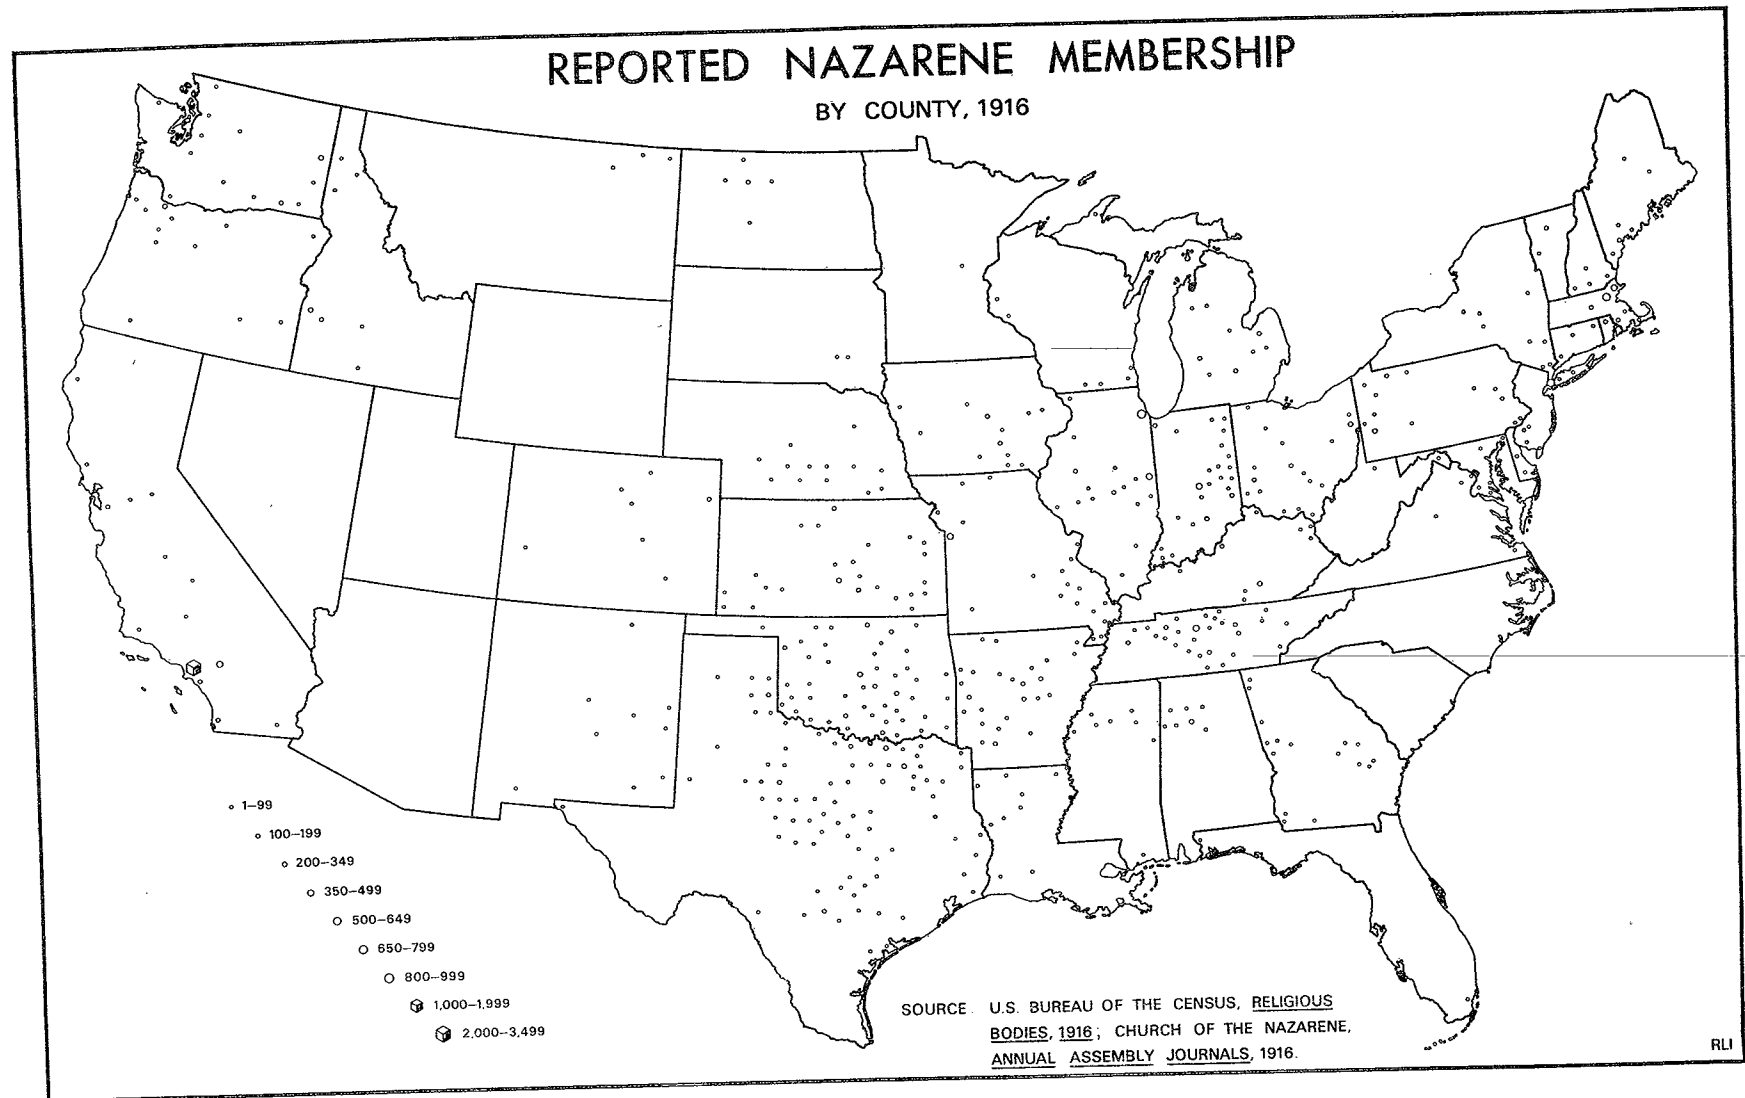 REPORTED NAZARENE MEMBERSHIP
BY COUNTY, 1916
1–99
100–199
200–349
350–499
500–649
650–799
800–999
1,000–1,999
2,000–3,499
SOURCE. U.S. BUREAU OF THE CENSUS, RELIGIOUS
BODIES, 1916; CHURCH OF THE NAZARENE,
ANNUAL ASSEMBLY JOURNALS, 1916.
RLI